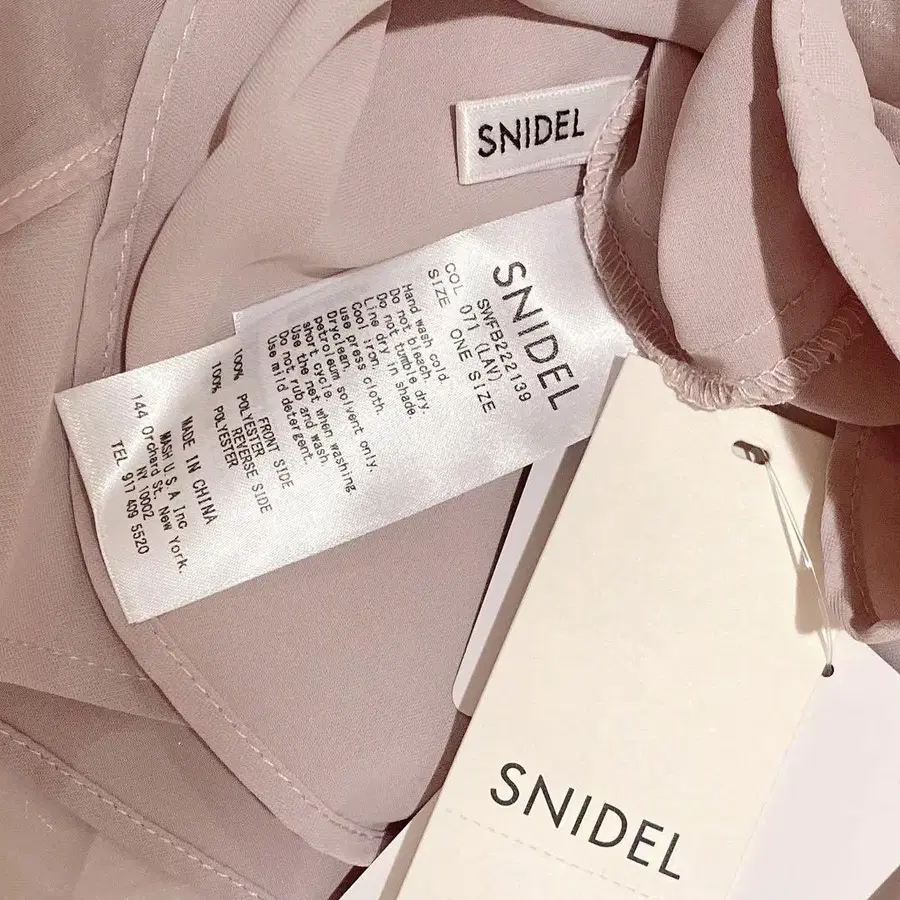 SNIDEL
SNIDEL
SWFB222139
COL 071 (LAV)
SIZE ONE SIZE
Hand wash cold.
Do not bleach.
Do not tumble dry.
Line dry in shade.
Cool iron.
use press cloth.
Dryclean.
petroleum solvent only.
short cycle.
Use the net when washing
Do not rub and wash
Use mild detergent.
FRONT SIDE
100% POLYESTER
REVERSE SIDE
100% POLYESTER
MADE IN CHINA
MASH U.S.A Inc
144 Orchard St. New York.
NY 10002
TEL 917 409 5520
SNIDEL